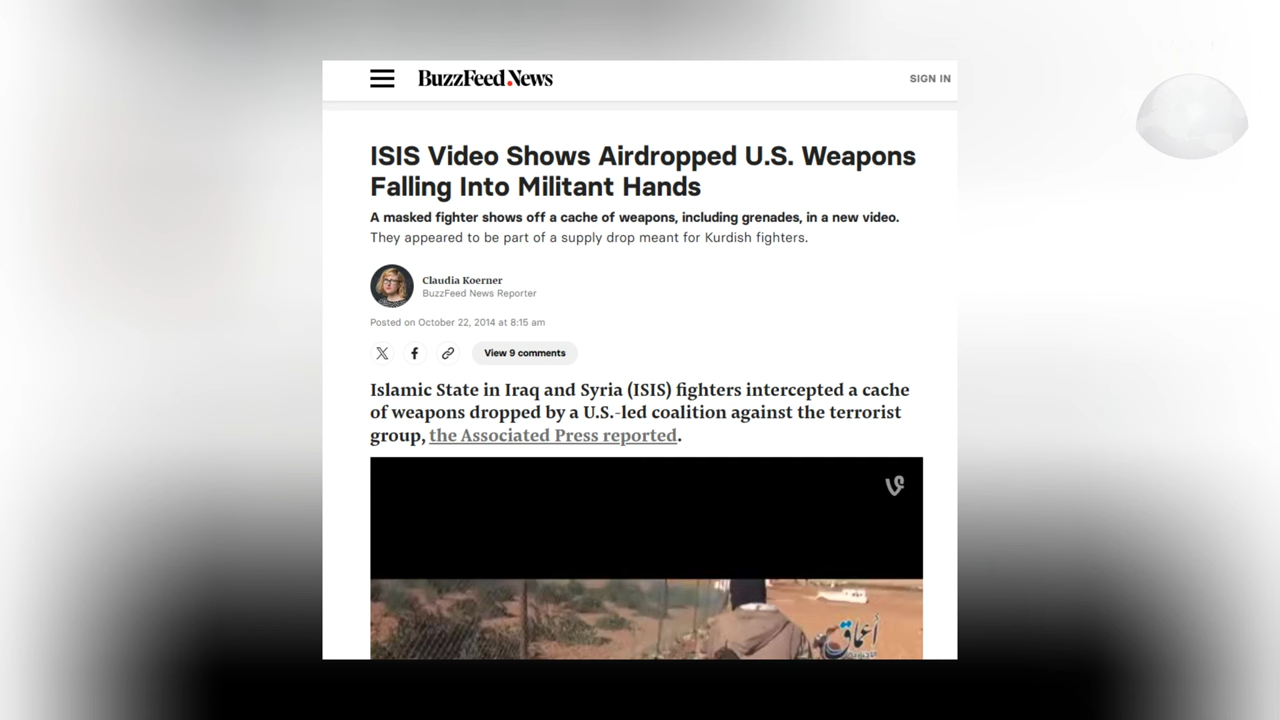 BuzzFeed.News
SIGN IN
ISIS Video Shows Airdropped U.S. Weapons
Falling Into Militant Hands
A masked fighter shows off a cache of weapons, including grenades, in a new video.
They appeared to be part of a supply drop meant for Kurdish fighters.
Claudia Koerner
BuzzFeed News Reporter
Posted on October 22, 2014 at 8:15 am
View 9 comments
Islamic State in Iraq and Syria (ISIS) fighters intercepted a cache
of weapons dropped by a U.S.-led coalition against the terrorist
group, the Associated Press reported.
أعماق